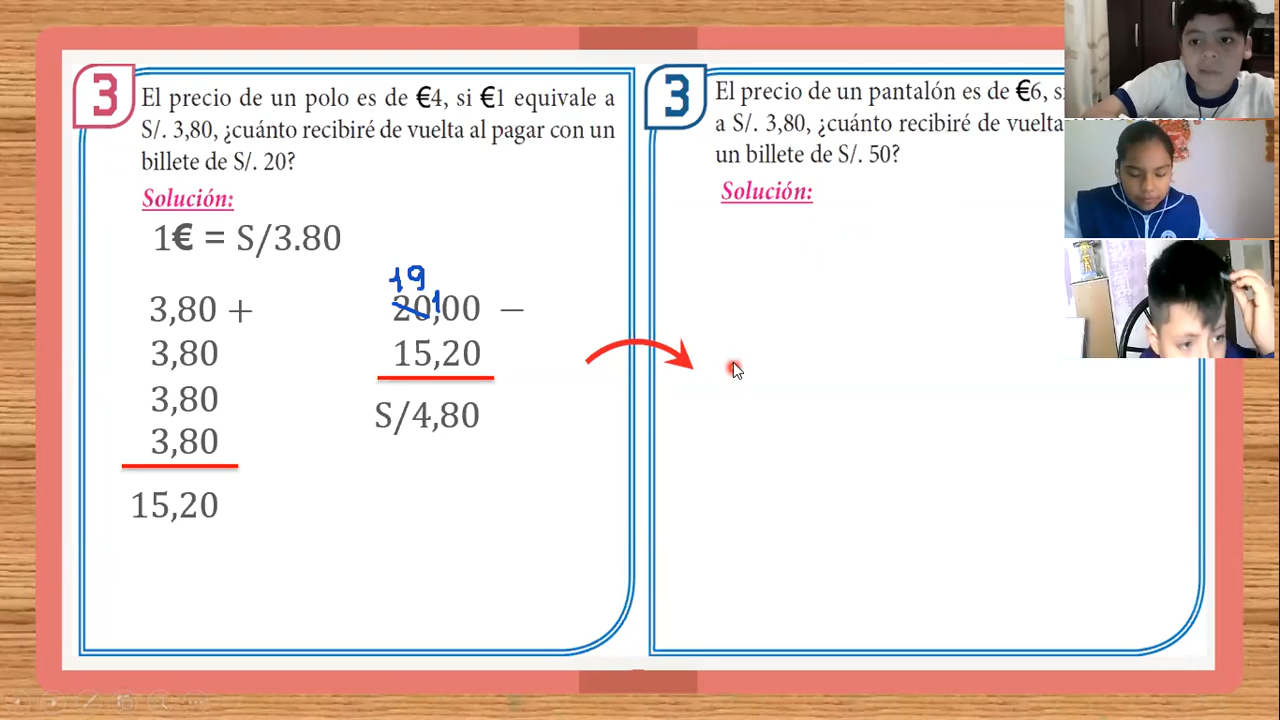 3
El precio de un polo es de €4, si €1 equivale a
S/. 3,80, ¿cuánto recibiré de vuelta al pagar con un
billete de S/. 20?
Solución:
1€ = S/3.80
3,80 +
3,80
3,80
3,80
15,20
19
1
20,00 −
15,20
S/4,80
3
El precio de un pantalón es de €6, si
a S/. 3,80, ¿cuánto recibiré de vuelta
un billete de S/. 50?
Solución: